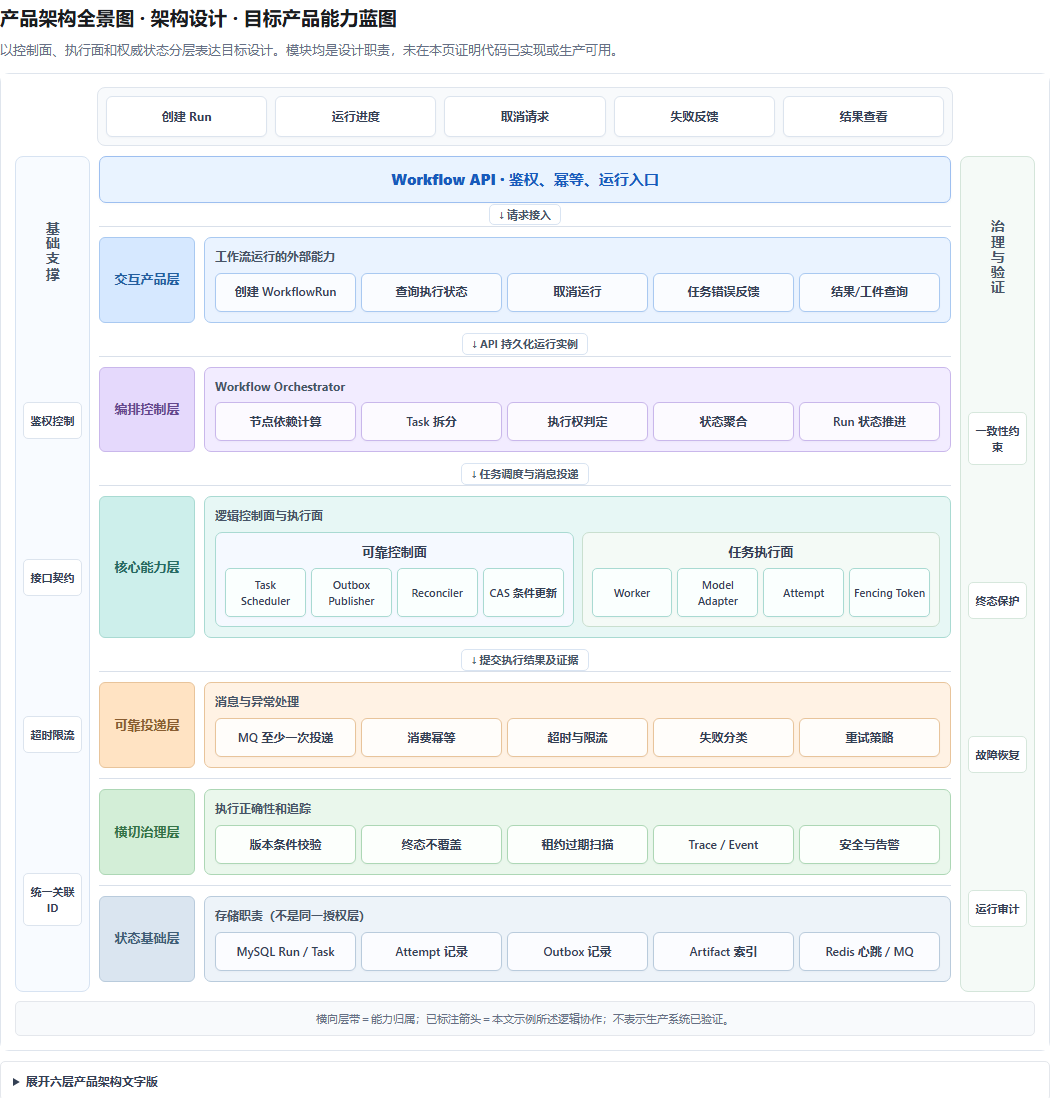 产品架构全景图 · 架构设计 · 目标产品能力蓝图
以控制面、执行面和权威状态分层表达目标设计。模块均是设计职责，未在本页证明代码已实现或生产可用。
创建 Run
运行进度
取消请求
失败反馈
结果查看
基础支撑
鉴权控制
接口契约
超时限流
统一关联
ID
Workflow API · 鉴权、幂等、运行入口
↓ 请求接入
交互产品层
工作流运行的外部能力
创建 WorkflowRun
查询执行状态
取消运行
任务错误反馈
结果/工件查询
↓ API 持久化运行实例
编排控制层
Workflow Orchestrator
节点依赖计算
Task 拆分
执行权判定
状态聚合
Run 状态推进
↓ 任务调度与消息投递
核心能力层
逻辑控制面与执行面
可靠控制面
Task
Scheduler
Outbox
Publisher
Reconciler
CAS 条件更新
任务执行面
Worker
Model
Adapter
Attempt
Fencing Token
↓ 提交执行结果及证据
可靠投递层
消息与异常处理
MQ 至少一次投递
消费幂等
超时与限流
失败分类
重试策略
横切治理层
执行正确性和追踪
版本条件校验
终态不覆盖
租约过期扫描
Trace / Event
安全与告警
状态基础层
存储职责（不是同一授权层）
MySQL Run / Task
Attempt 记录
Outbox 记录
Artifact 索引
Redis 心跳 / MQ
治理与验证
一致性约
束
终态保护
故障恢复
运行审计
横向层带＝能力归属；已标注箭头＝本文示例所述逻辑协作；不表示生产系统已验证。
▶ 展开六层产品架构文字版